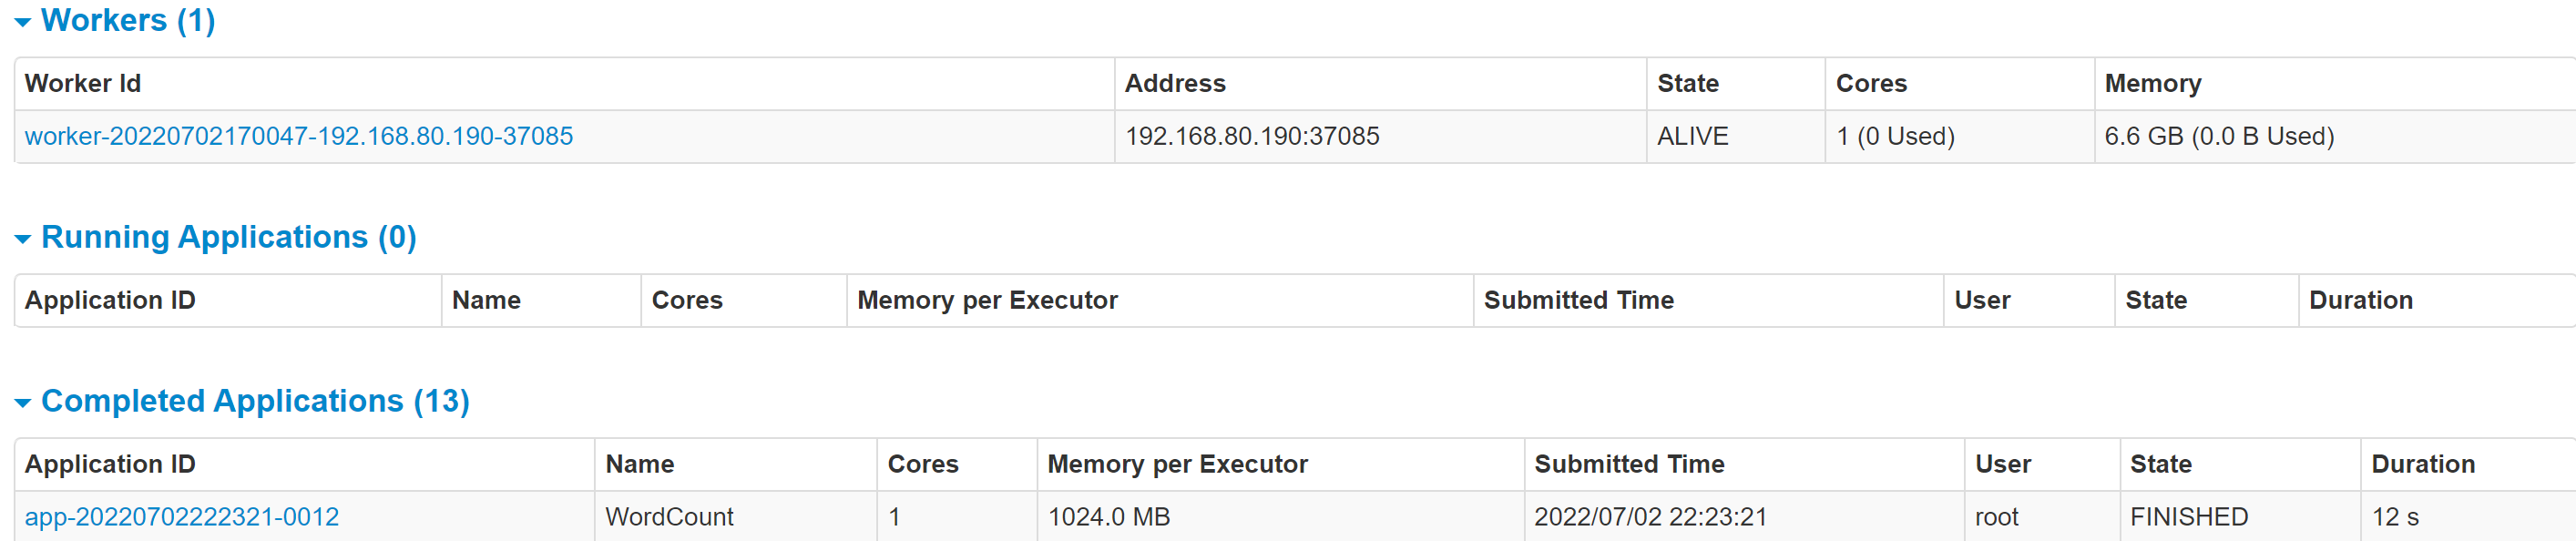 Workers (1)
Worker Id Address State Cores Memory
worker-20220702170047-192.168.80.190-37085 192.168.80.190:37085 ALIVE 1 (0 Used) 6.6 GB (0.0 B Used)
Running Applications (0)
Application ID Name Cores Memory per Executor Submitted Time User State Duration
Completed Applications (13)
Application ID Name Cores Memory per Executor Submitted Time User State Duration
app-20220702222321-0012 WordCount 1 1024.0 MB 2022/07/02 22:23:21 root FINISHED 12 s